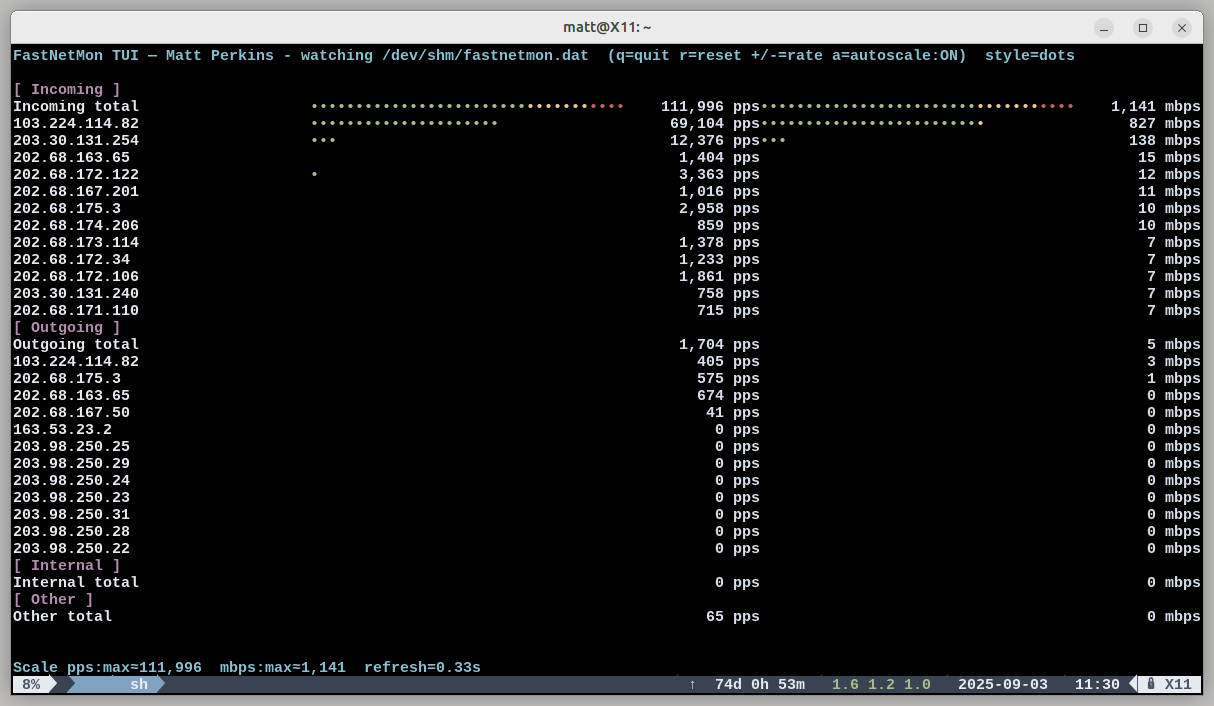 matt@X11: ~
FastNetMon TUI — Matt Perkins - watching /dev/shm/fastnetmon.dat (q=quit r=reset +/-=rate a=autoscale:ON) style=dots
[ Incoming ]
Incoming total 111,996 pps 1,141 mbps
103.224.114.82 69,104 pps 827 mbps
203.30.131.254 12,376 pps 138 mbps
202.68.163.65 1,404 pps 15 mbps
202.68.172.122 3,363 pps 12 mbps
202.68.167.201 1,016 pps 11 mbps
202.68.175.3 2,958 pps 10 mbps
202.68.174.206 859 pps 10 mbps
202.68.173.114 1,378 pps 7 mbps
202.68.172.34 1,233 pps 7 mbps
202.68.172.106 1,861 pps 7 mbps
203.30.131.240 758 pps 7 mbps
202.68.171.110 715 pps 7 mbps
[ Outgoing ]
Outgoing total 1,704 pps 5 mbps
103.224.114.82 405 pps 3 mbps
202.68.175.3 575 pps 1 mbps
202.68.163.65 674 pps 0 mbps
202.68.167.50 41 pps 0 mbps
163.53.23.2 0 pps 0 mbps
203.98.250.25 0 pps 0 mbps
203.98.250.29 0 pps 0 mbps
203.98.250.24 0 pps 0 mbps
203.98.250.23 0 pps 0 mbps
203.98.250.31 0 pps 0 mbps
203.98.250.28 0 pps 0 mbps
203.98.250.22 0 pps 0 mbps
[ Internal ]
Internal total 0 pps 0 mbps
[ Other ]
Other total 65 pps 0 mbps
Scale pps:max≈111,996 mbps:max≈1,141 refresh=0.33s
8% sh ↑ 74d 0h 53m 1.6 1.2 1.0 2025-09-03 11:30 X11